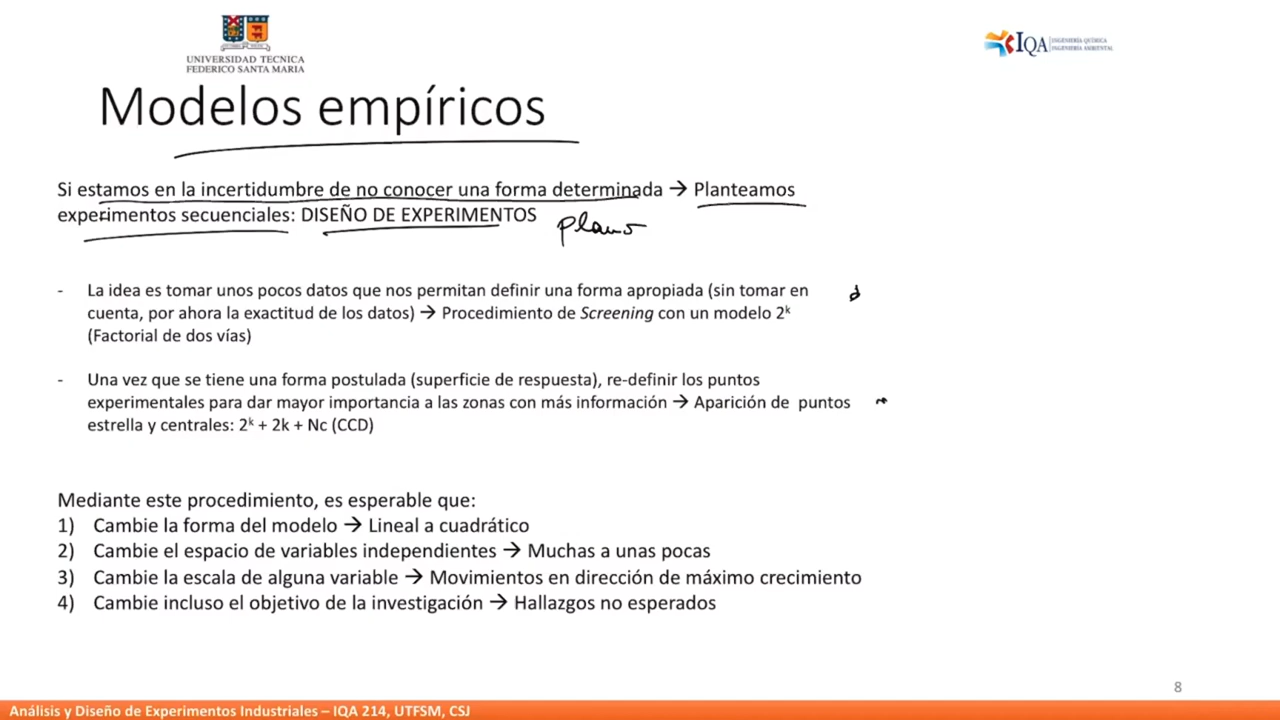 UNIVERSIDAD TECNICA
FEDERICO SANTA MARIA
IQA INGENIERÍA QUÍMICA
INGENIERÍA AMBIENTAL
Modelos empíricos
Si estamos en la incertidumbre de no conocer una forma determinada → Planteamos
experimentos secuenciales: DISEÑO DE EXPERIMENTOS
- La idea es tomar unos pocos datos que nos permitan definir una forma apropiada (sin tomar en
cuenta, por ahora la exactitud de los datos) → Procedimiento de Screening con un modelo 2ᵏ
(Factorial de dos vías)
- Una vez que se tiene una forma postulada (superficie de respuesta), re-definir los puntos
experimentales para dar mayor importancia a las zonas con más información → Aparición de puntos
estrella y centrales: 2ᵏ + 2k + Nc (CCD)
Mediante este procedimiento, es esperable que:
1) Cambie la forma del modelo → Lineal a cuadrático
2) Cambie el espacio de variables independientes → Muchas a unas pocas
3) Cambie la escala de alguna variable → Movimientos en dirección de máximo crecimiento
4) Cambie incluso el objetivo de la investigación → Hallazgos no esperados
8
Análisis y Diseño de Experimentos Industriales – IQA 214, UTFSM, CSJ